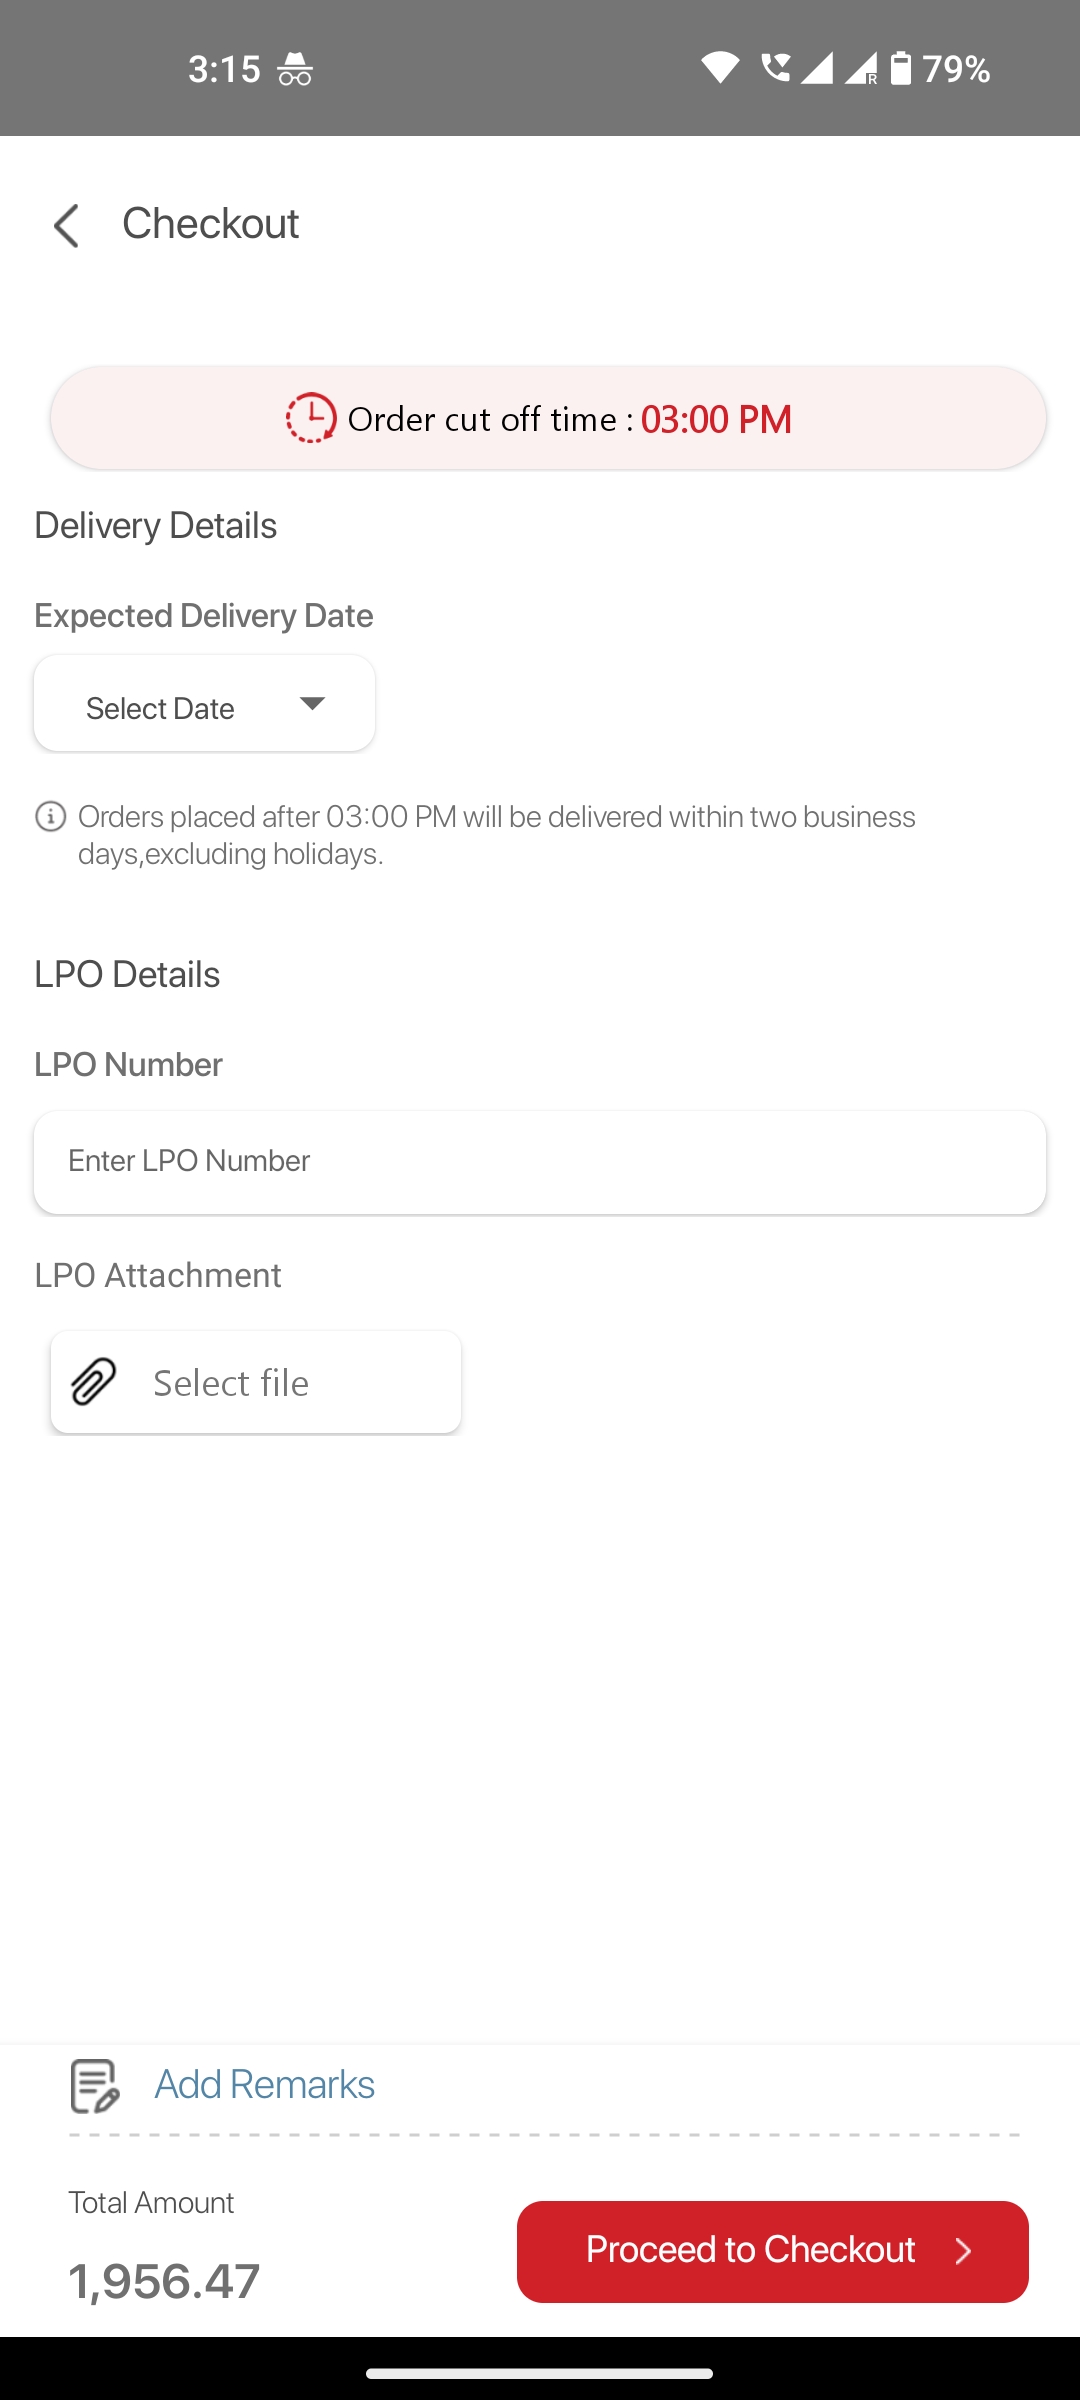 3:15
R
79%
Checkout
Order cut off time : 03:00 PM
Delivery Details
Expected Delivery Date
Select Date
Orders placed after 03:00 PM will be delivered within two business
days,excluding holidays.
LPO Details
LPO Number
Enter LPO Number
LPO Attachment
Select file
Add Remarks
Total Amount
1,956.47
Proceed to Checkout